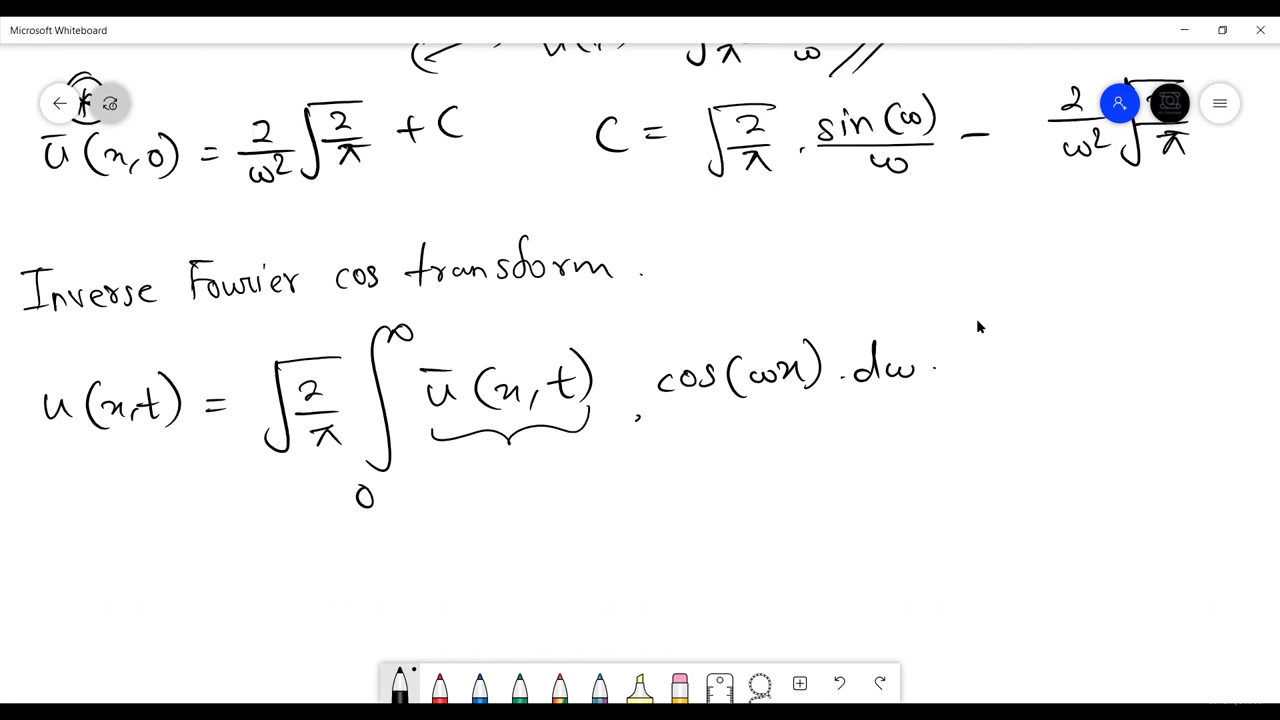 Microsoft Whiteboard
ū(x,0) = 2/ω² √(2/π) + C    C = √(2/π) . sin(ω)/ω − 2/ω² √(2/π)
Inverse Fourier cos transform.
u(x,t) = √(2/π) ∫₀^∞ ū(x,t) . cos(ωx) . dω .